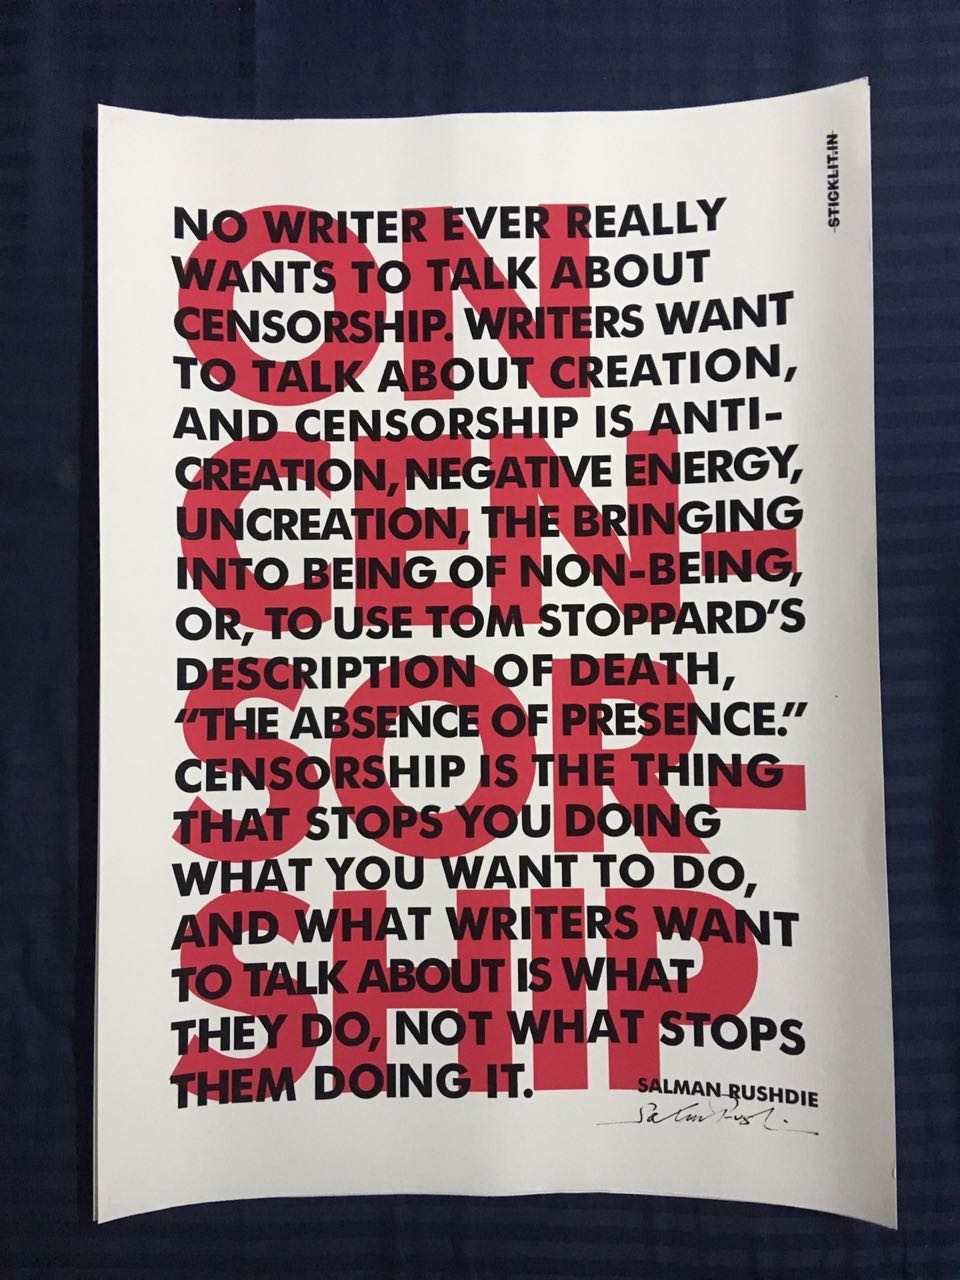 STICKLIT.IN
ON
CEN-
SOR-
SHIP
NO WRITER EVER REALLY
WANTS TO TALK ABOUT
CENSORSHIP. WRITERS WANT
TO TALK ABOUT CREATION,
AND CENSORSHIP IS ANTI-
CREATION, NEGATIVE ENERGY,
UNCREATION, THE BRINGING
INTO BEING OF NON-BEING,
OR, TO USE TOM STOPPARD’S
DESCRIPTION OF DEATH,
“THE ABSENCE OF PRESENCE.”
CENSORSHIP IS THE THING
THAT STOPS YOU DOING
WHAT YOU WANT TO DO,
AND WHAT WRITERS WANT
TO TALK ABOUT IS WHAT
THEY DO, NOT WHAT STOPS
THEM DOING IT.
SALMAN RUSHDIE